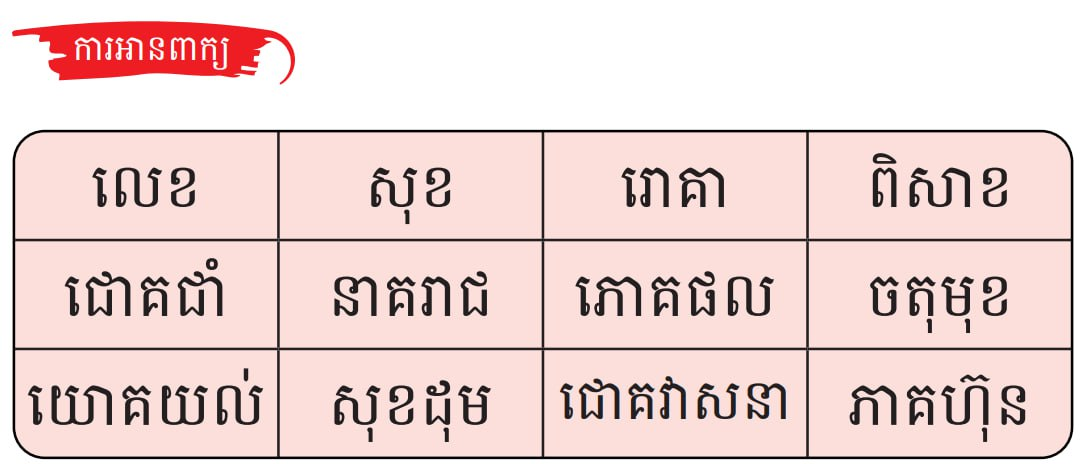 ការអានពាក្យ
លេខ សុខ រោគា ពិសាខ
ជោគជាំ នាគរាជ ភោគផល ចតុមុខ
យោគយល់ សុខដុម ជោគវាសនា ភាគហ៊ុន